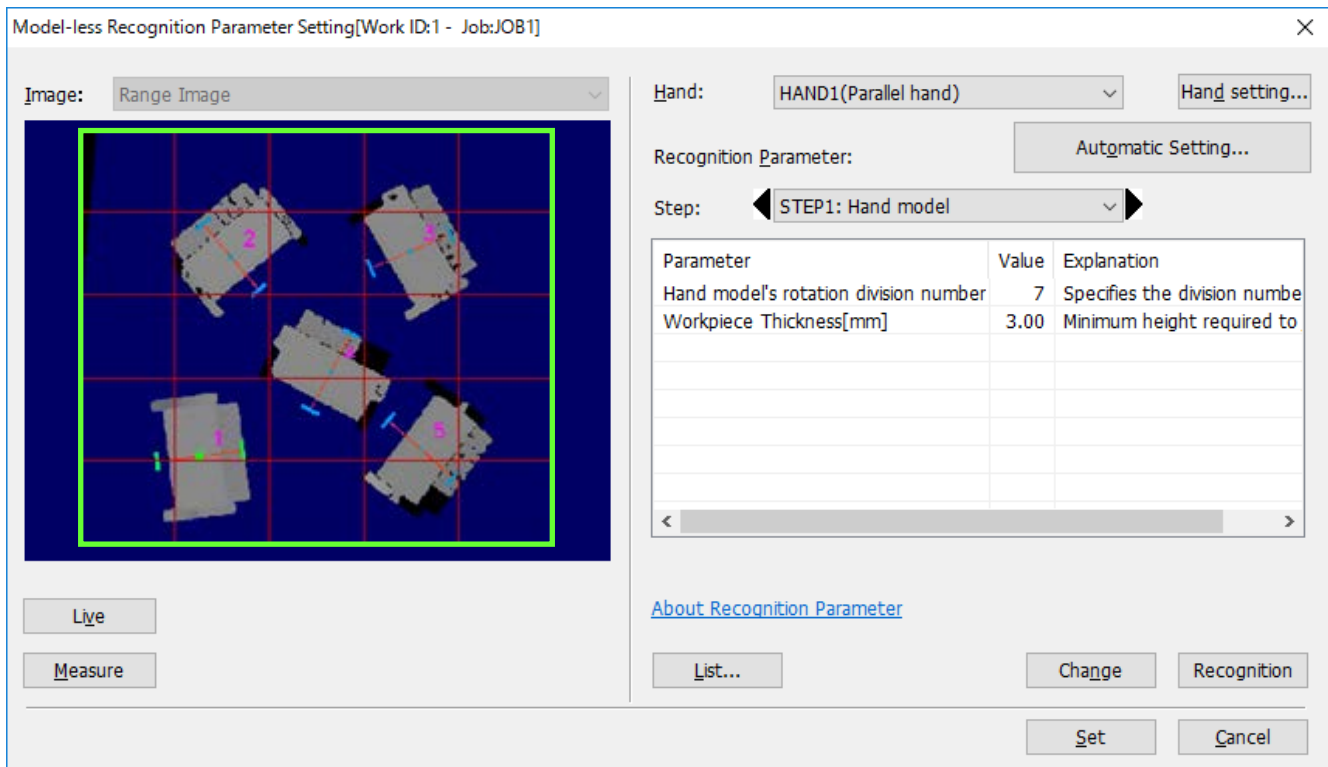 Model-less Recognition Parameter Setting[Work ID:1 - Job:JOB1]
Image: Range Image
2
3
1
5
Live
Measure
Hand: HAND1(Parallel hand) Hand setting...
Recognition Parameter: Automatic Setting...
Step: STEP1: Hand model
Parameter Value Explanation
Hand model's rotation division number 7 Specifies the division numbe
Workpiece Thickness[mm] 3.00 Minimum height required to
About Recognition Parameter
List... Change Recognition
Set Cancel